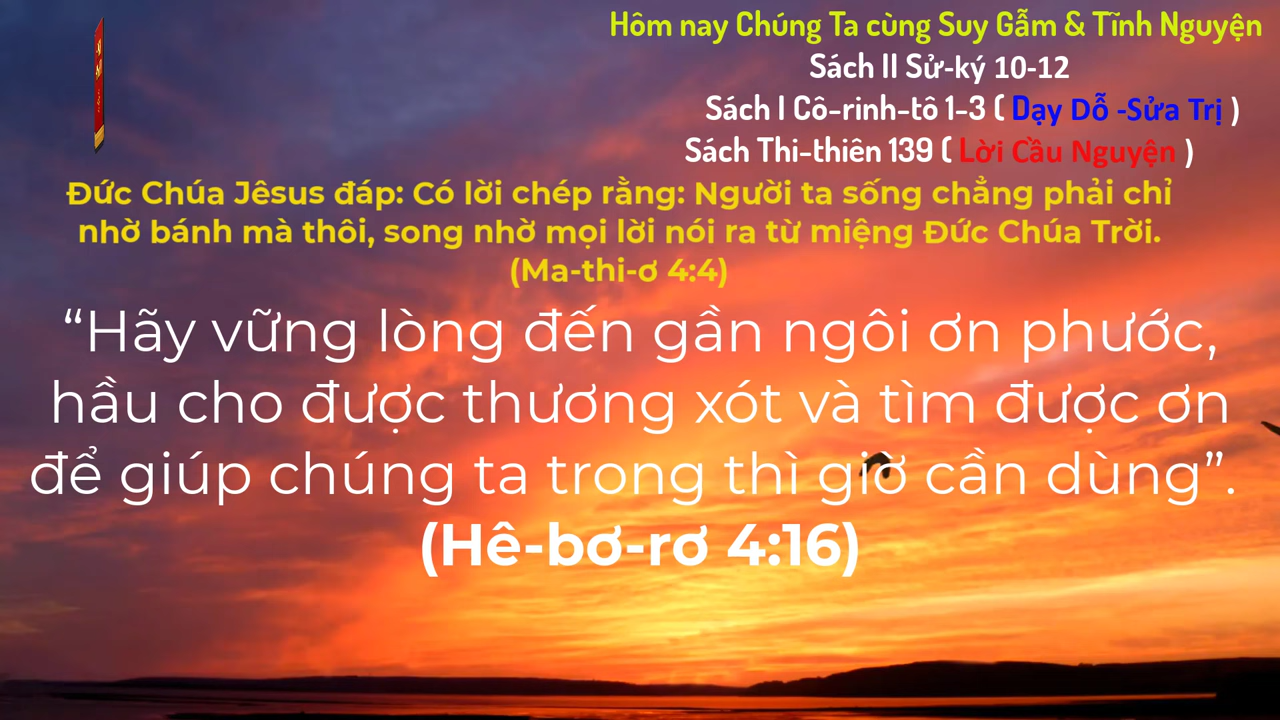 Hôm nay Chúng Ta cùng Suy Gẫm & Tĩnh Nguyện
Sách II Sử-ký 10-12
Sách I Cô-rinh-tô 1-3 ( Dạy Dỗ -Sửa Trị )
Sách Thi-thiên 139 ( Lời Cầu Nguyện )
Đức Chúa Jêsus đáp: Có lời chép rằng: Người ta sống chẳng phải chỉ
nhờ bánh mà thôi, song nhờ mọi lời nói ra từ miệng Đức Chúa Trời.
(Ma-thi-ơ 4:4)
“Hãy vững lòng đến gần ngôi ơn phước,
hầu cho được thương xót và tìm được ơn
để giúp chúng ta trong thì giờ cần dùng”.
(Hê-bơ-rơ 4:16)